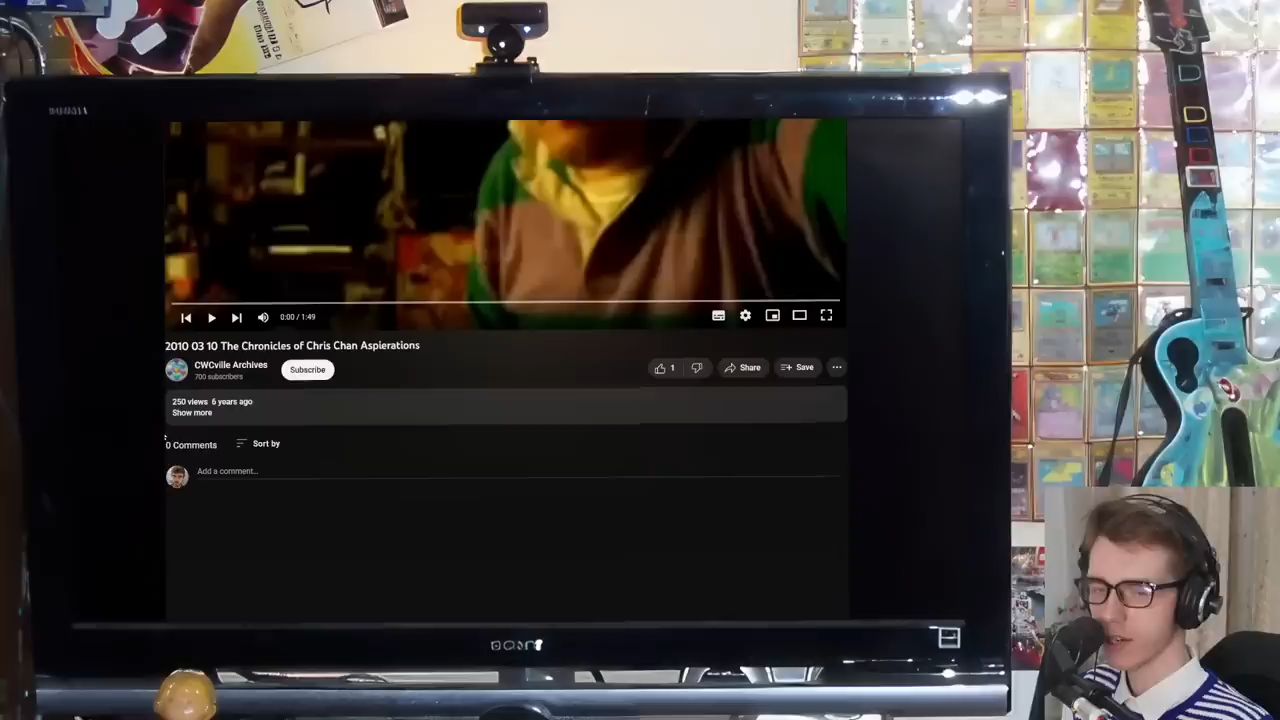 0:00 / 1:49
2010 03 10 The Chronicles of Chris Chan Aspierations
CWCville Archives
700 subscribers
Subscribe
1
Share
Save
250 views 6 years ago
Show more
0 Comments
Sort by
Add a comment...